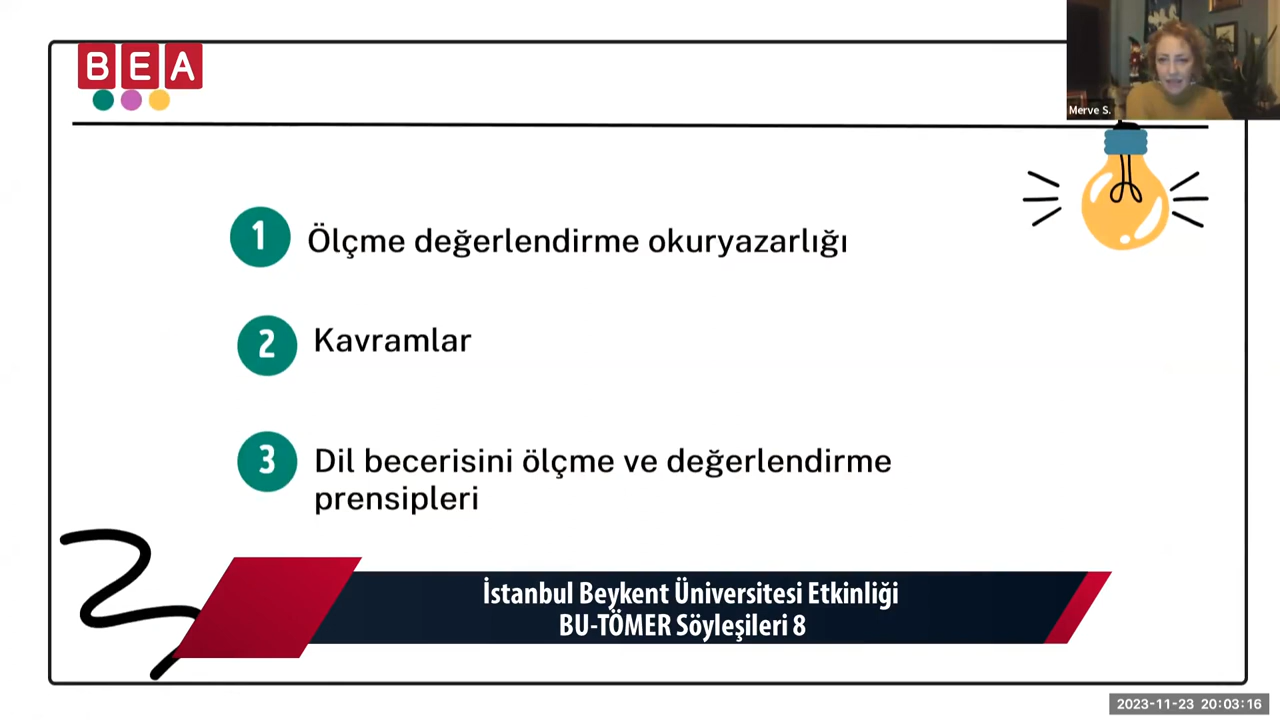 BEA
Merve S.
1 Ölçme değerlendirme okuryazarlığı
2 Kavramlar
3 Dil becerisini ölçme ve değerlendirme
prensipleri
İstanbul Beykent Üniversitesi Etkinliği
BU-TÖMER Söyleşileri 8
2023-11-23 20:03:16